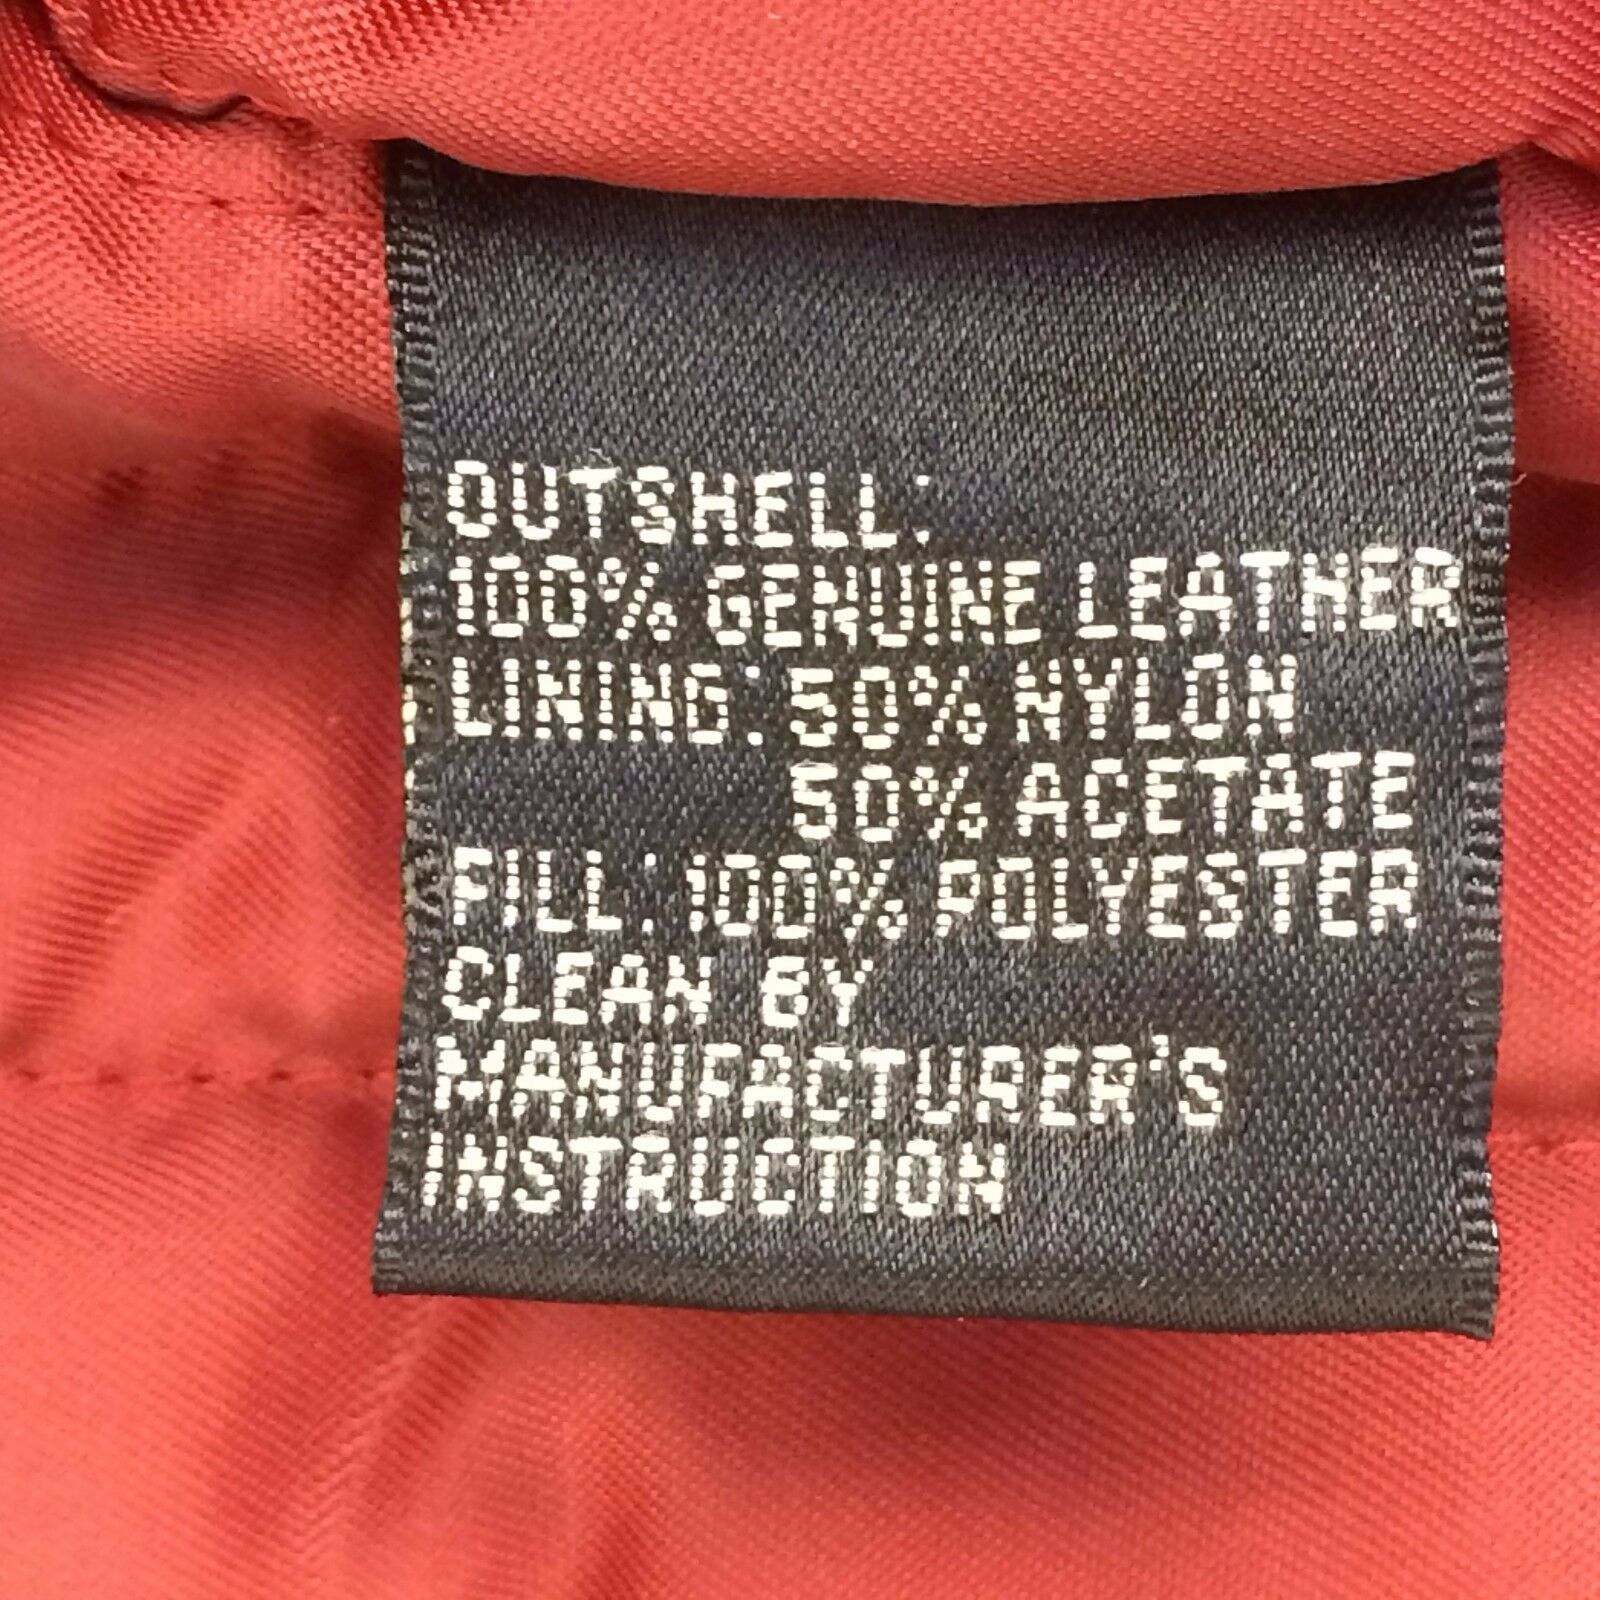 OUTSHELL:
100% GENUINE LEATHER
LINING: 50% NYLON
50% ACETATE
FILL: 100% POLYESTER
CLEAN BY
MANUFACTURER'S
INSTRUCTION